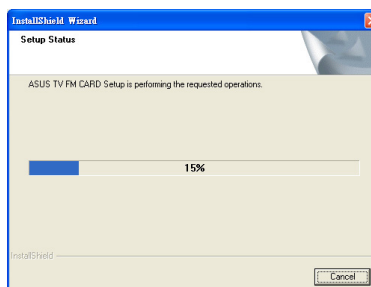 InstallShield Wizard
Setup Status
ASUS TV FM CARD Setup is performing the requested operations.
15%
InstallShield
Cancel